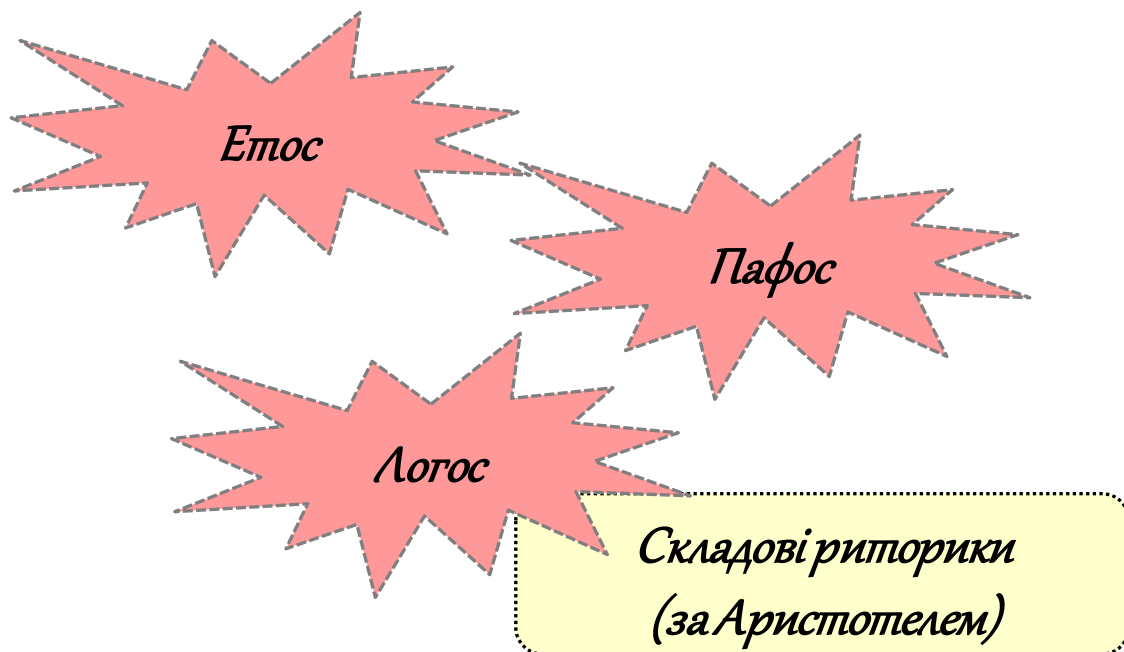 Етос
Пафос
Логос
Складові риторики
(за Аристотелем)